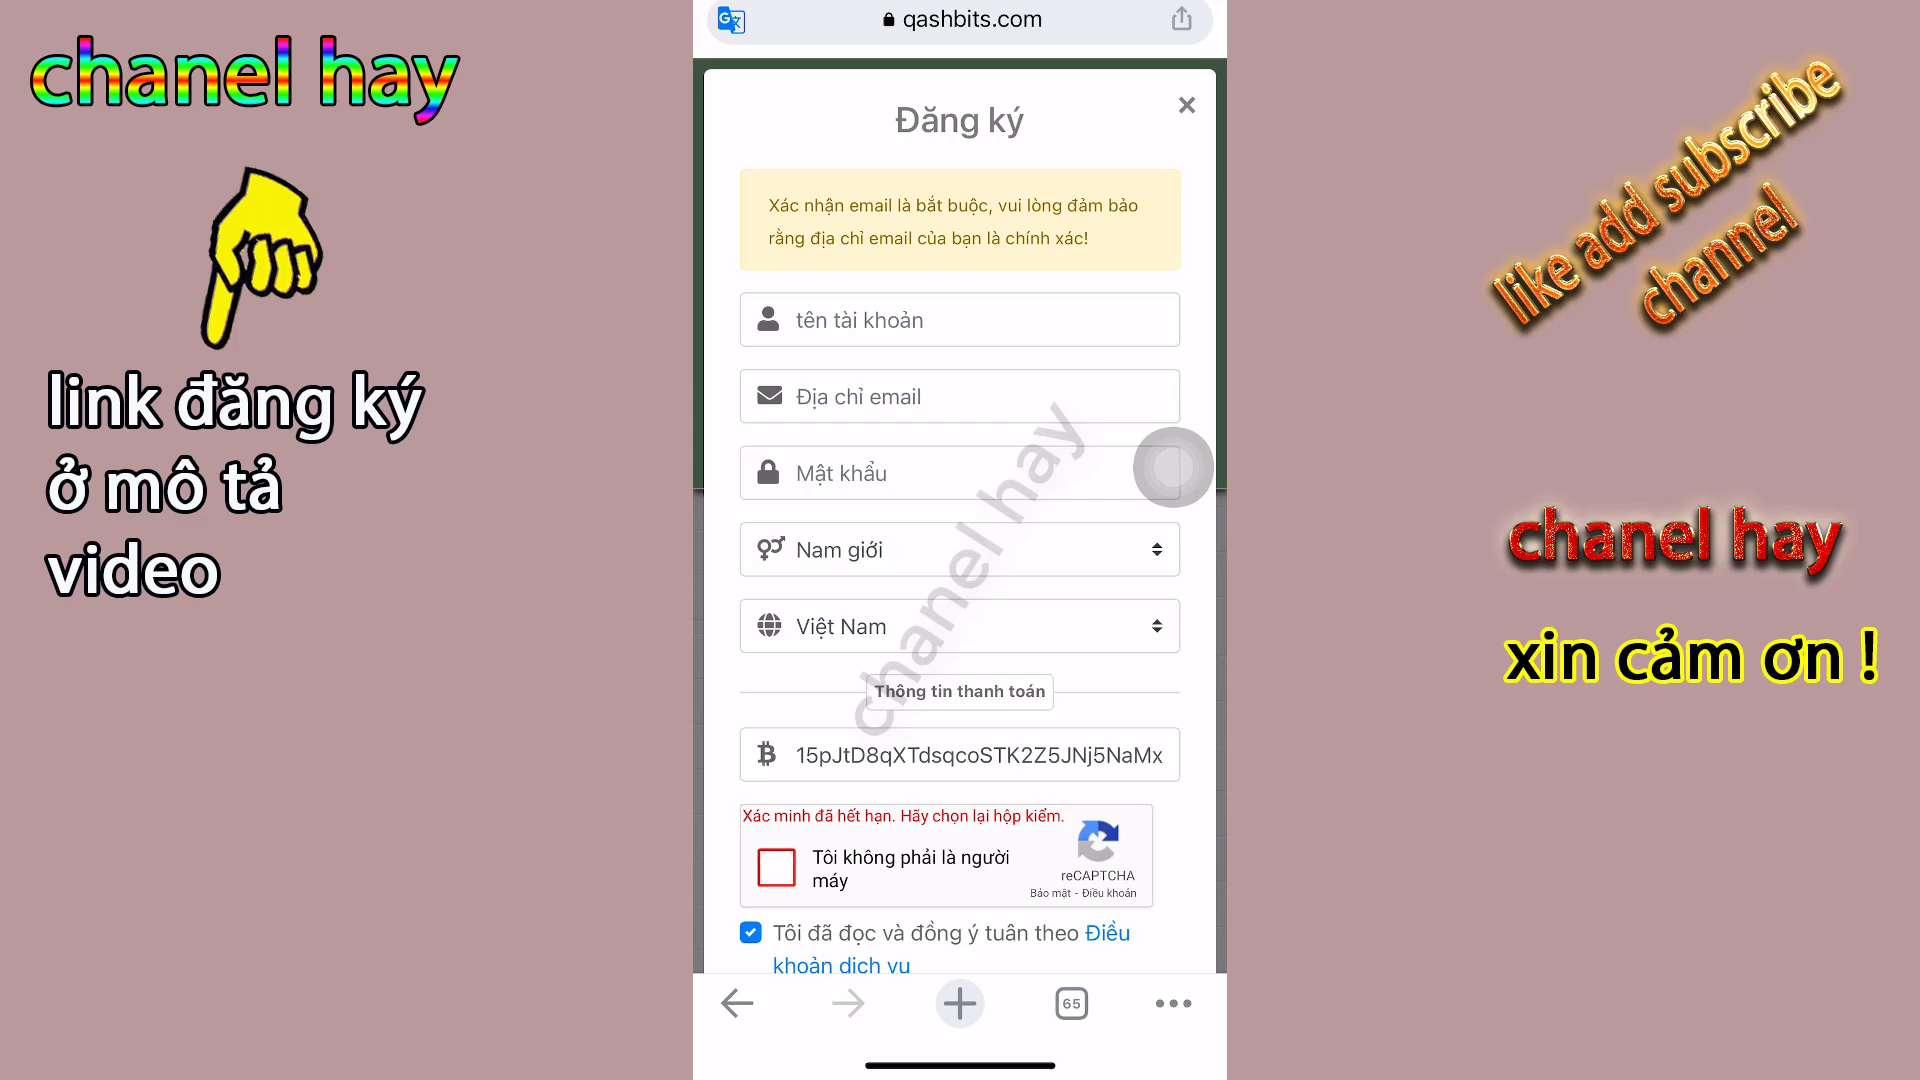 chanel hay
link đăng ký
ở mô tả
video
qashbits.com
Đăng ký
×
Xác nhận email là bắt buộc, vui lòng đảm bảo
rằng địa chỉ email của bạn là chính xác!
tên tài khoản
Địa chỉ email
Mật khẩu
Nam giới
Việt Nam
Thông tin thanh toán
15pJtD8qXTdsqcoSTK2Z5JNj5NaMx
Xác minh đã hết hạn. Hãy chọn lại hộp kiểm.
Tôi không phải là người
máy
reCAPTCHA
Bảo mật - Điều khoản
Tôi đã đọc và đồng ý tuân theo Điều
khoản dịch vụ
65
chanel hay
like add subscribe
channel
chanel hay
xin cảm ơn !